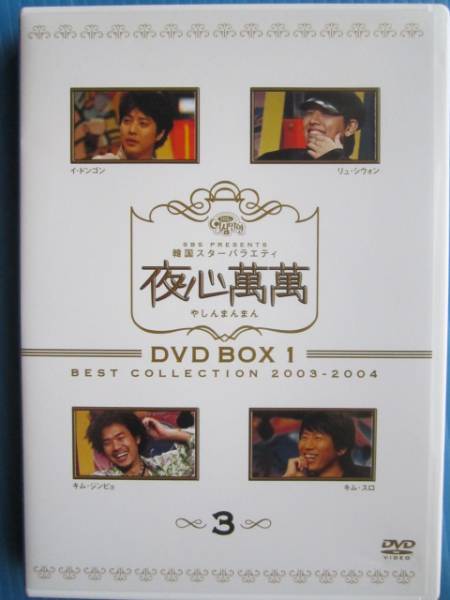 イ・ドンゴン
リュ・シウォン
SBS PRESENTS
韓国スターバラエティ
夜心萬萬
やしんまんまん
DVD BOX 1
BEST COLLECTION 2003-2004
キム・ジンピョ
キム・スロ
3
DVD
VIDEO